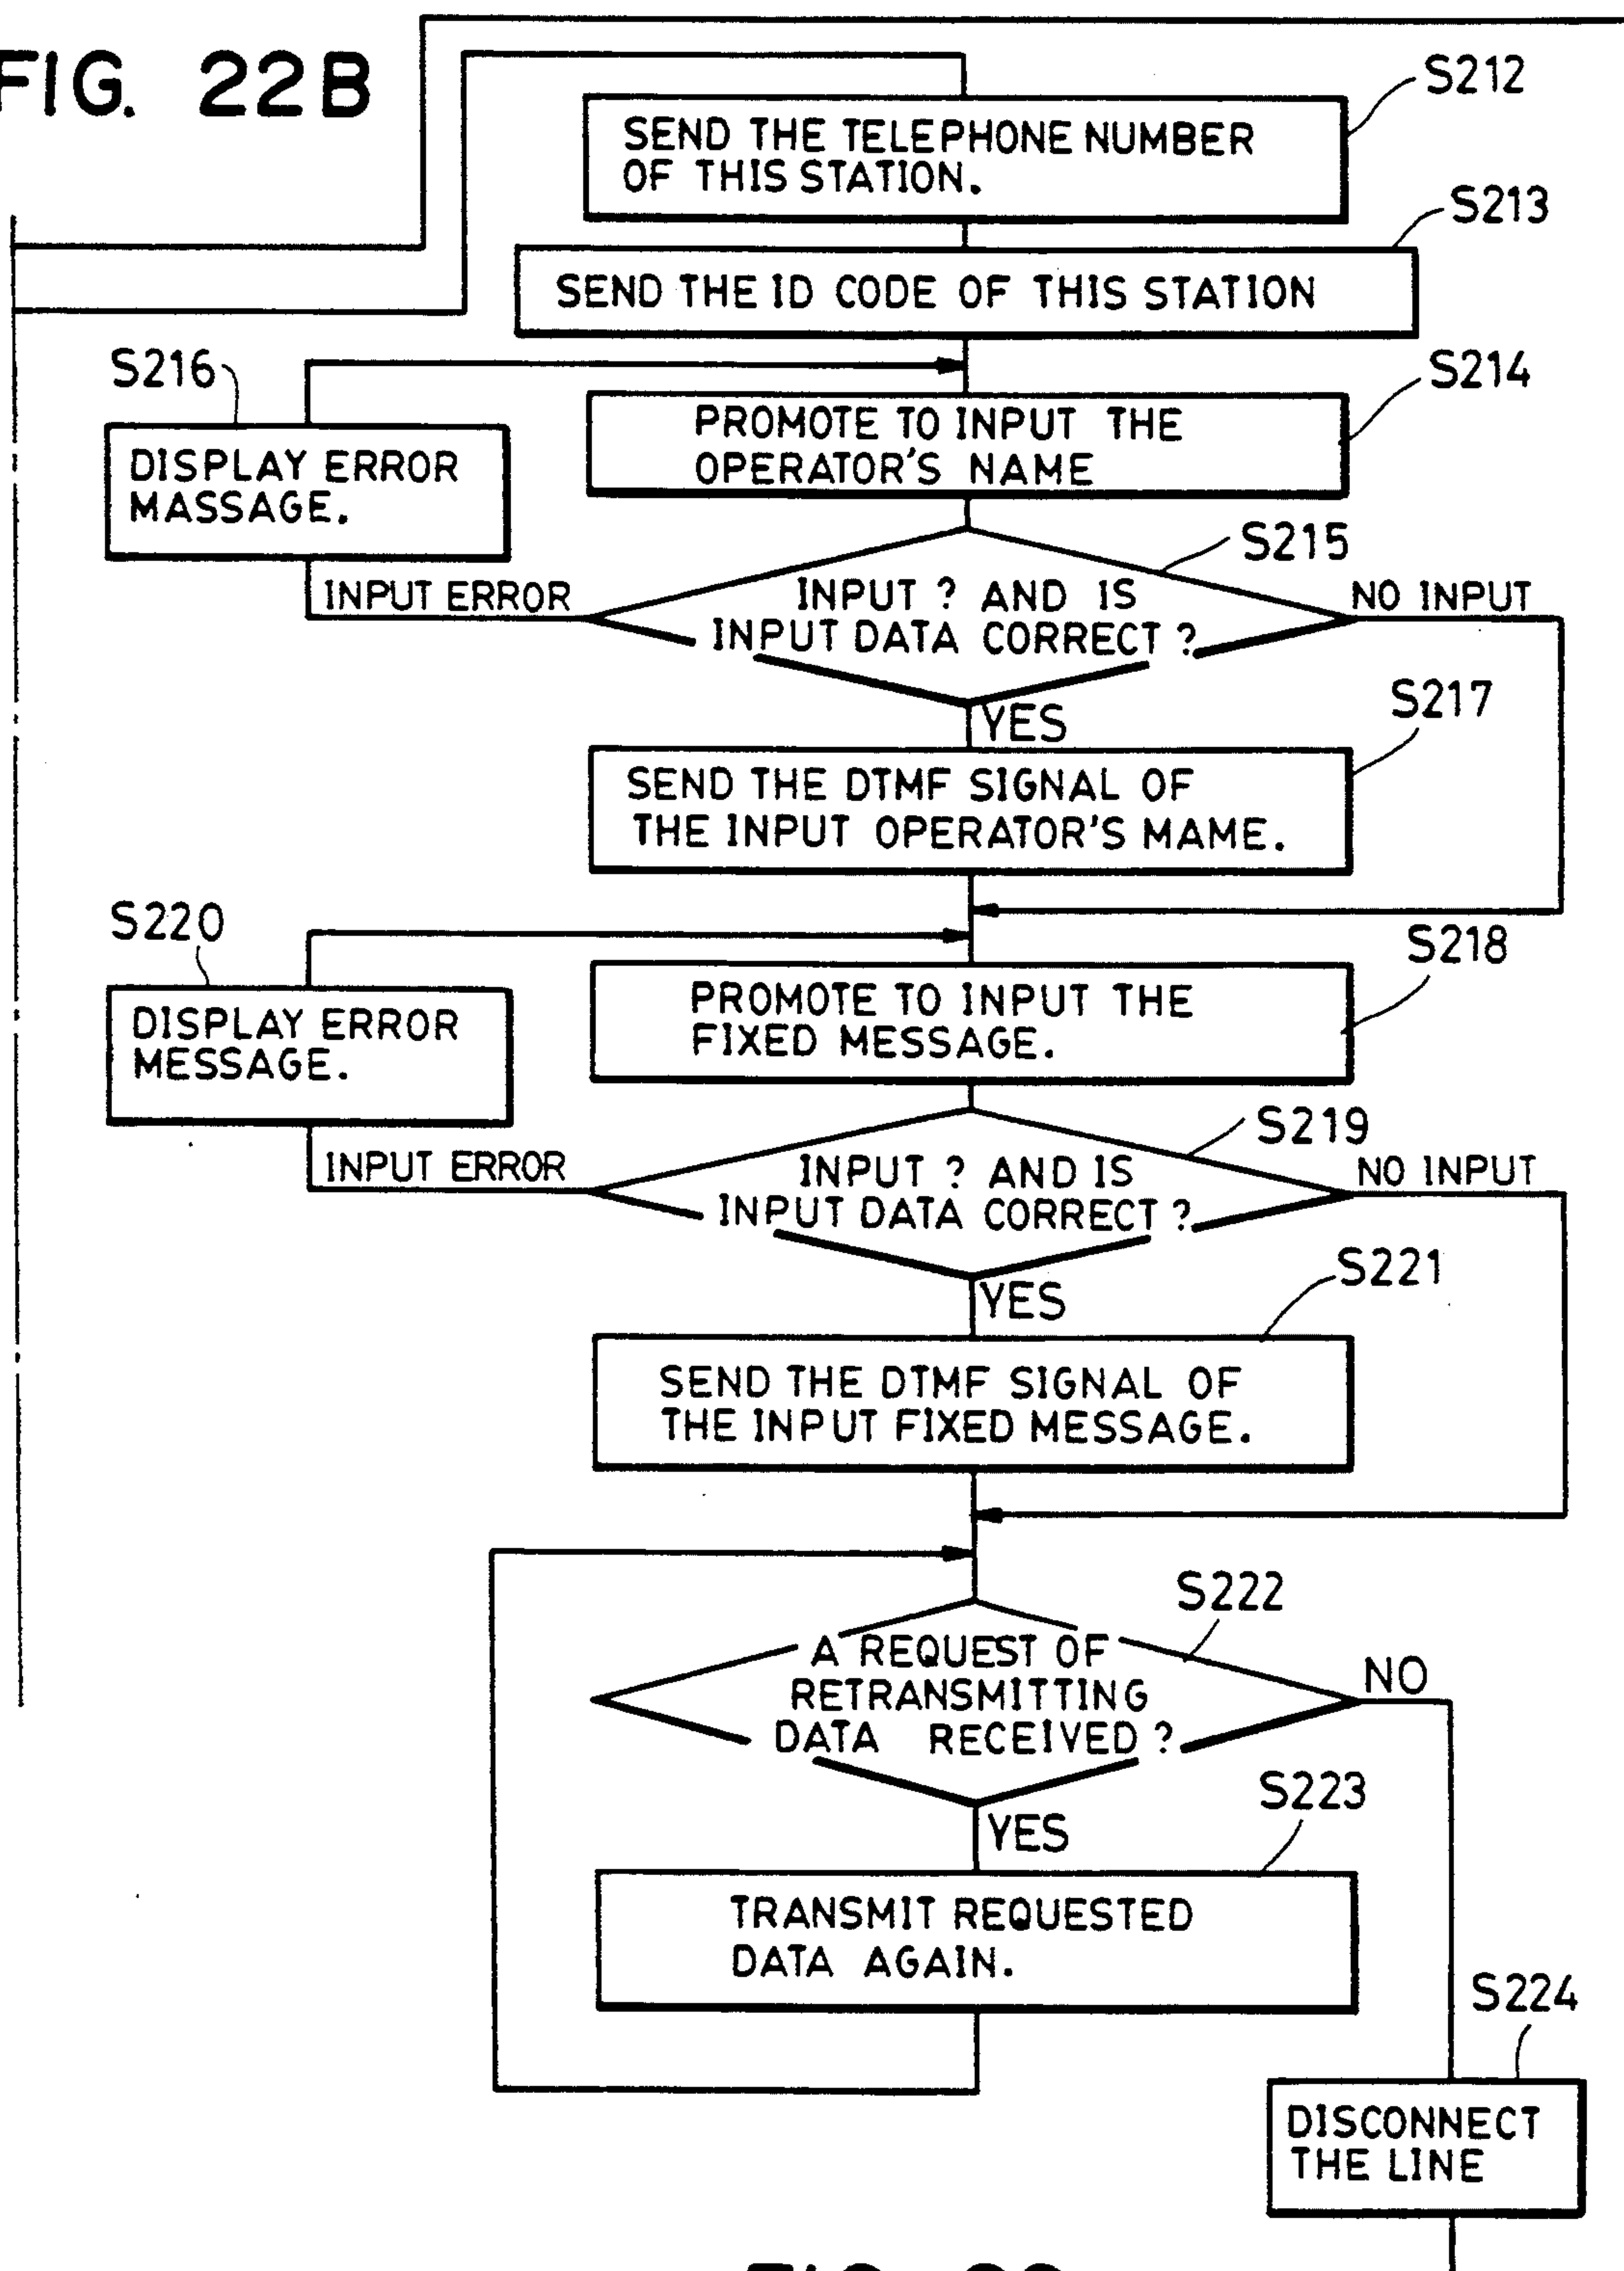 FIG. 22B
S212
SEND THE TELEPHONE NUMBER
OF THIS STATION.
S213
SEND THE ID CODE OF THIS STATION
S216
S214
PROMOTE TO INPUT THE
OPERATOR'S NAME
DISPLAY ERROR
MASSAGE.
S215
INPUT ERROR
INPUT ? AND IS
INPUT DATA CORRECT ?
NO INPUT
YES
S217
SEND THE DTMF SIGNAL OF
THE INPUT OPERATOR'S MAME.
S220
S218
PROMOTE TO INPUT THE
FIXED MESSAGE.
DISPLAY ERROR
MESSAGE.
S219
INPUT ERROR
INPUT ? AND IS
INPUT DATA CORRECT ?
NO INPUT
YES
S221
SEND THE DTMF SIGNAL OF
THE INPUT FIXED MESSAGE.
S222
A REQUEST OF
RETRANSMITTING
DATA RECEIVED ?
NO
YES
S223
TRANSMIT REQUESTED
DATA AGAIN.
S224
DISCONNECT
THE LINE